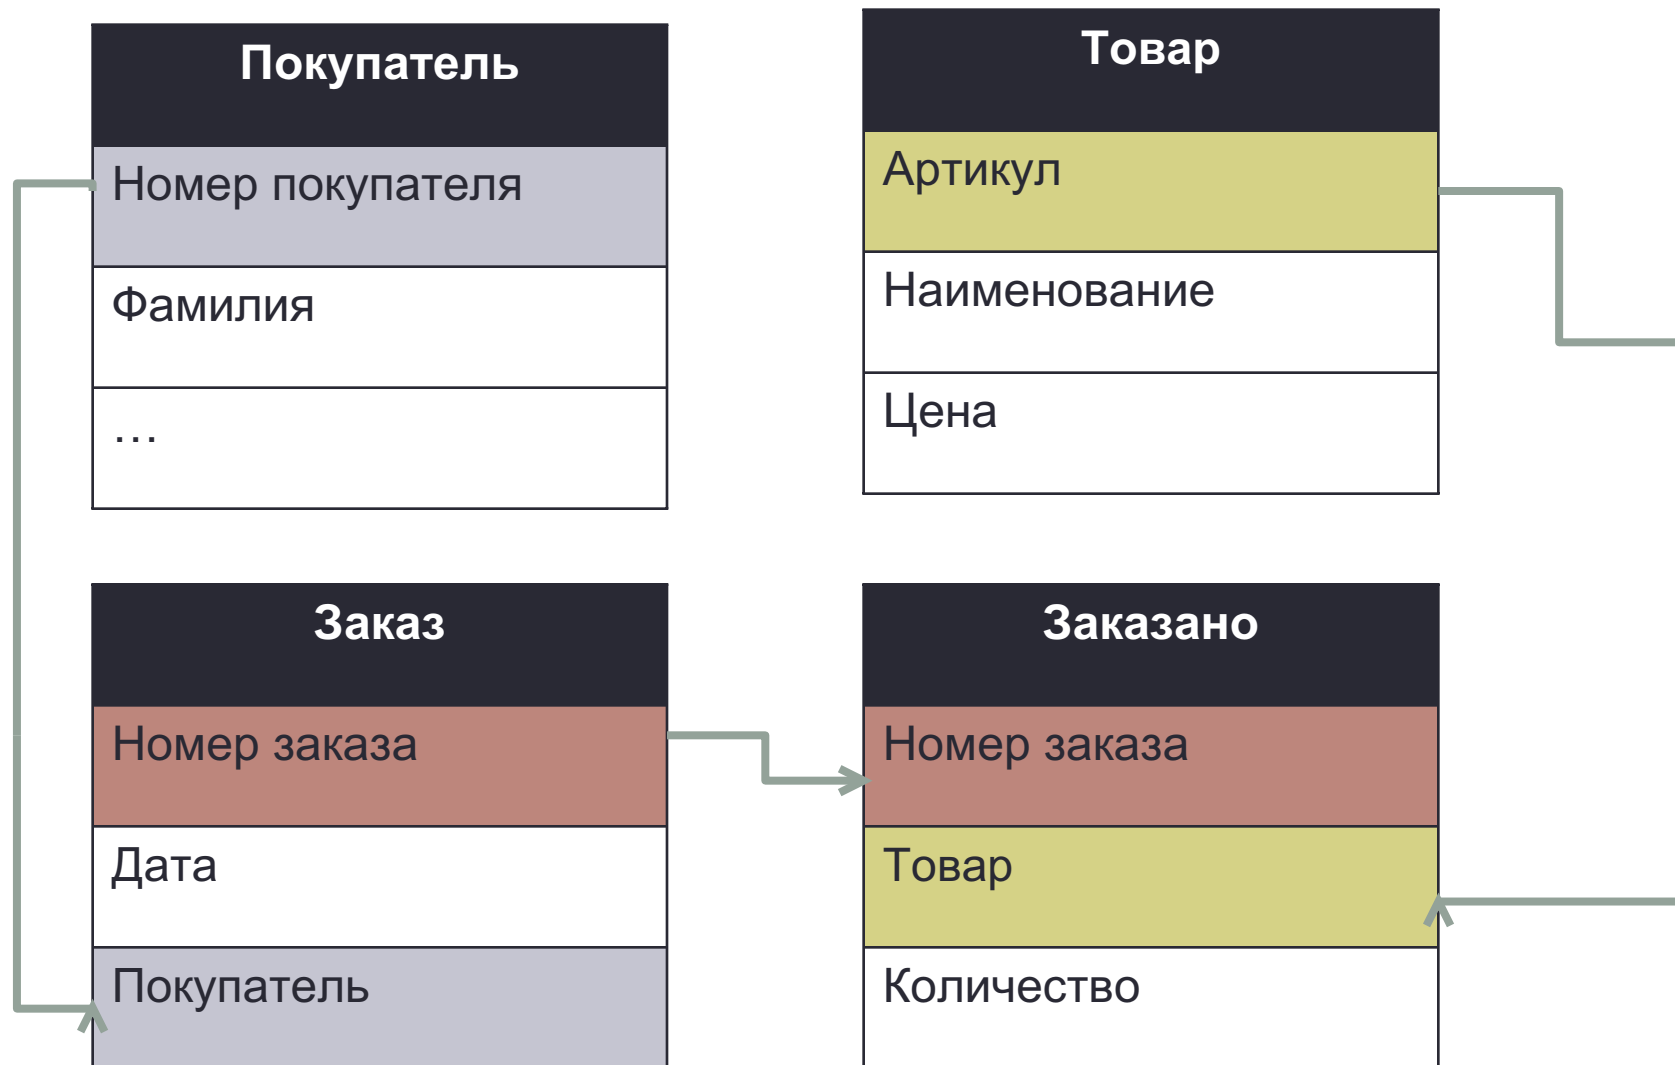 Покупатель
Номер покупателя
Фамилия
…
Товар
Артикул
Наименование
Цена
Заказ
Номер заказа
Дата
Покупатель
Заказано
Номер заказа
Товар
Количество